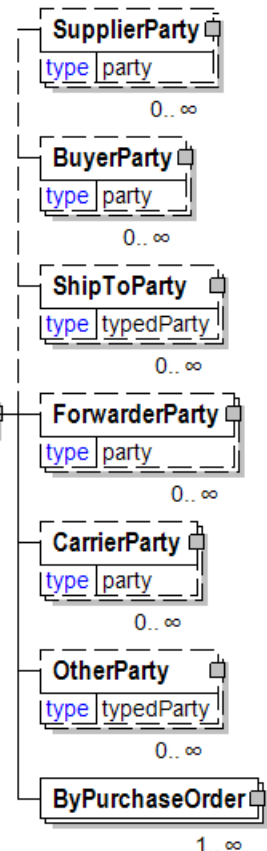 SupplierParty
type party
0.. ∞
BuyerParty
type party
0.. ∞
ShipToParty
type typedParty
0.. ∞
ForwarderParty
type party
0.. ∞
CarrierParty
type party
0.. ∞
OtherParty
type typedParty
0.. ∞
ByPurchaseOrder
1.. ∞